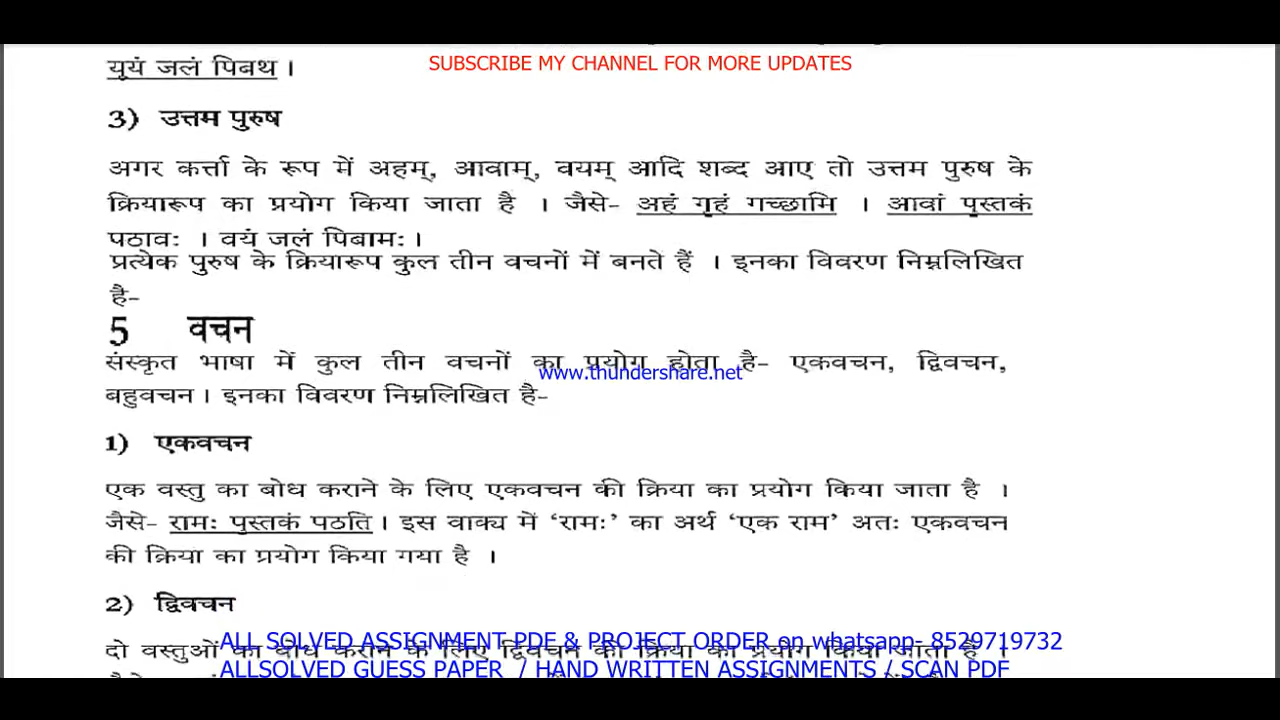 यूयं जलं पिबथ ।
SUBSCRIBE MY CHANNEL FOR MORE UPDATES
3) उत्तम पुरुष
अगर कर्त्ता के रूप में अहम्, आवाम्, वयम् आदि शब्द आए तो उत्तम पुरुष के
क्रियारूप का प्रयोग किया जाता है । जैसे- अहं गृहं गच्छामि । आवां पुस्तकं
पठावः । वयं जलं पिबामः ।
प्रत्येक पुरुष के क्रियारूप कुल तीन वचनों में बनते हैं । इनका विवरण निम्नलिखित
है-
5 वचन
संस्कृत भाषा में कुल तीन वचनों का प्रयोग होता है- एकवचन, द्विवचन,
www.thundershare.net
बहुवचन । इनका विवरण निम्नलिखित है-
1) एकवचन
एक वस्तु का बोध कराने के लिए एकवचन की क्रिया का प्रयोग किया जाता है ।
जैसे- रामः पुस्तकं पठति । इस वाक्य में ‘रामः’ का अर्थ ‘एक राम’ अतः एकवचन
की क्रिया का प्रयोग किया गया है ।
2) द्विवचन
ALL SOLVED ASSIGNMENT PDF & PROJECT ORDER on whatsapp- 8529719732
दो वस्तुओं का बोध कराने के लिए द्विवचन की क्रिया का प्रयोग किया जाता है ।
ALLSOLVED GUESS PAPER / HAND WRITTEN ASSIGNMENTS / SCAN PDF